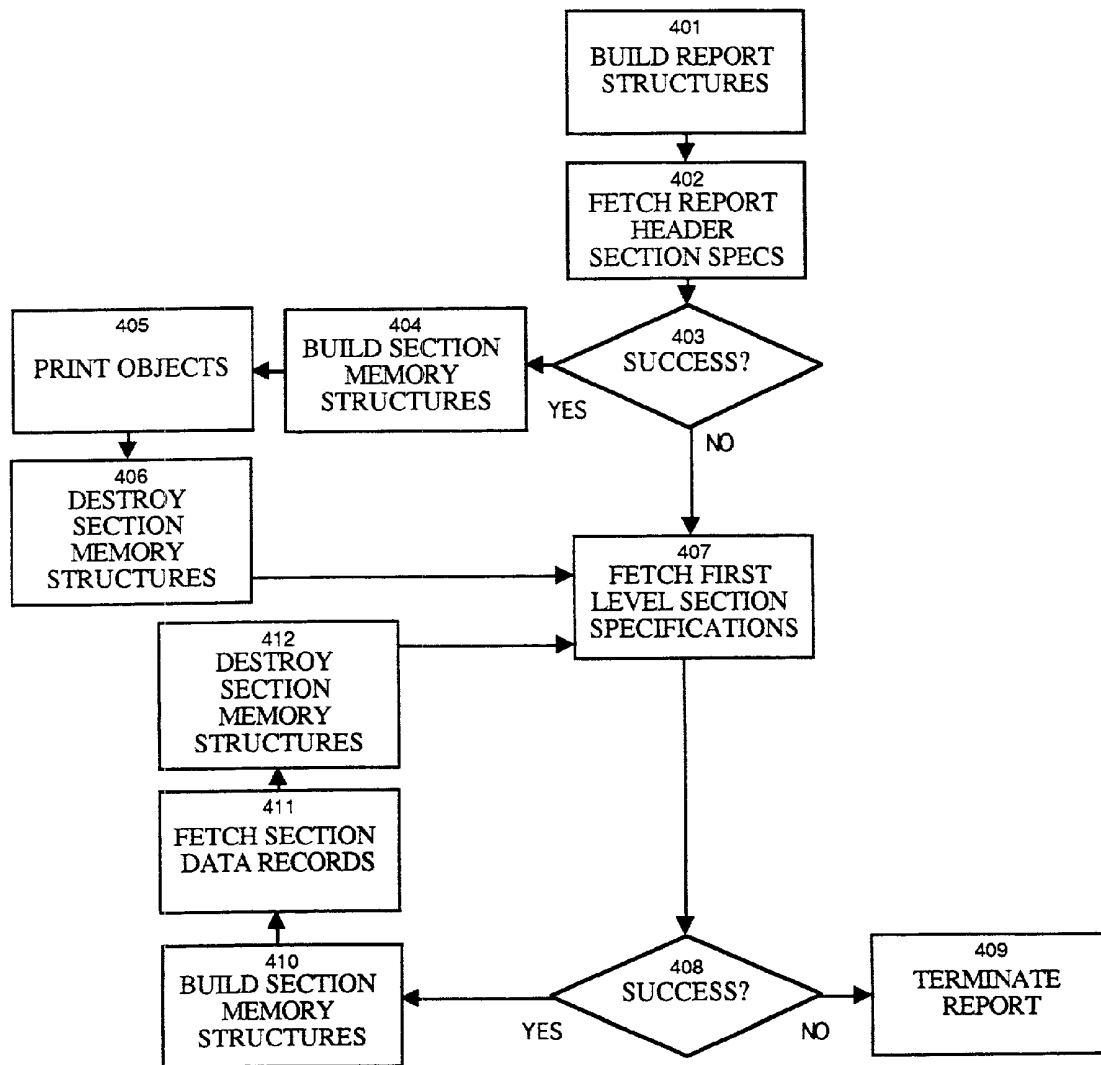 401
BUILD REPORT
STRUCTURES
402
FETCH REPORT
HEADER
SECTION SPECS
403
SUCCESS?
YES
NO
404
BUILD SECTION
MEMORY
STRUCTURES
405
PRINT OBJECTS
406
DESTROY
SECTION
MEMORY
STRUCTURES
407
FETCH FIRST
LEVEL SECTION
SPECIFICATIONS
412
DESTROY
SECTION
MEMORY
STRUCTURES
411
FETCH SECTION
DATA RECORDS
410
BUILD SECTION
MEMORY
STRUCTURES
408
SUCCESS?
YES
NO
409
TERMINATE
REPORT